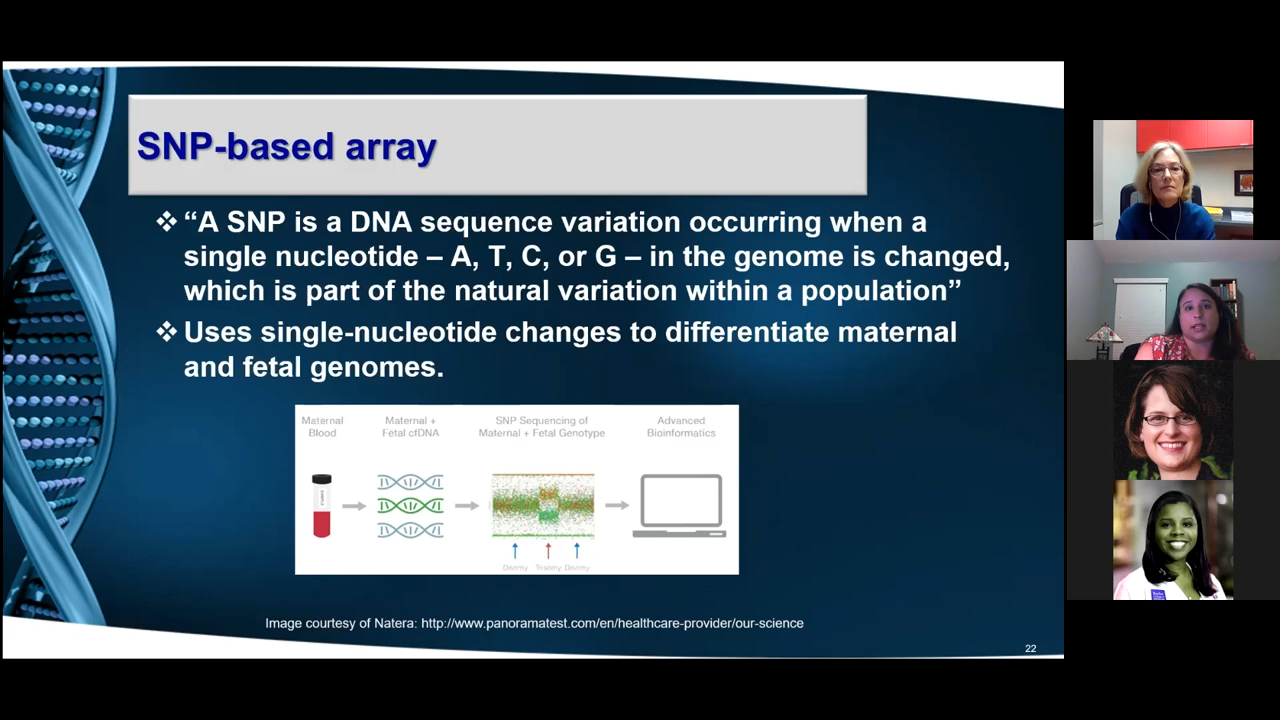 SNP-based array
❖ “A SNP is a DNA sequence variation occurring when a
single nucleotide – A, T, C, or G – in the genome is changed,
which is part of the natural variation within a population”
❖ Uses single-nucleotide changes to differentiate maternal
and fetal genomes.
Maternal
Blood
Maternal +
Fetal cfDNA
SNP Sequencing of
Maternal + Fetal Genotype
Advanced
Bioinformatics
Disomy Trisomy Disomy
Image courtesy of Natera: http://www.panoramatest.com/en/healthcare-provider/our-science
22